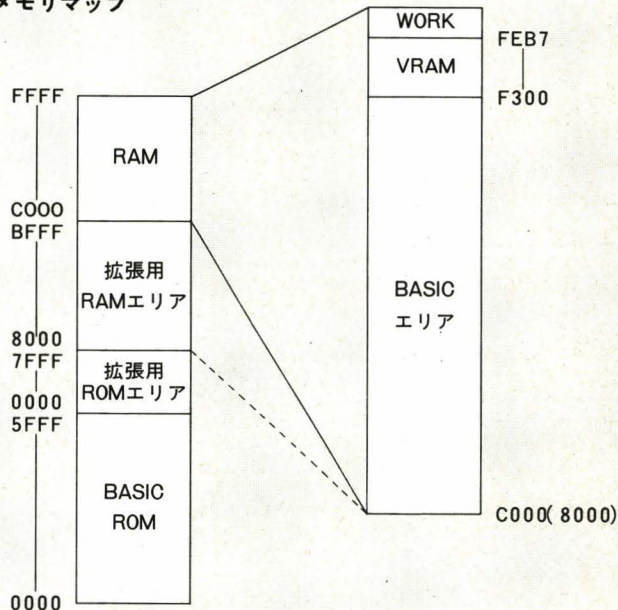 メモリマップ
FFFF
RAM
C000
BFFF
拡張用
RAMエリア
8000
7FFF
拡張用
ROMエリア
0000
5FFF
BASIC
ROM
0000
WORK
FEB7
VRAM
F300
BASIC
エリア
C000(8000)